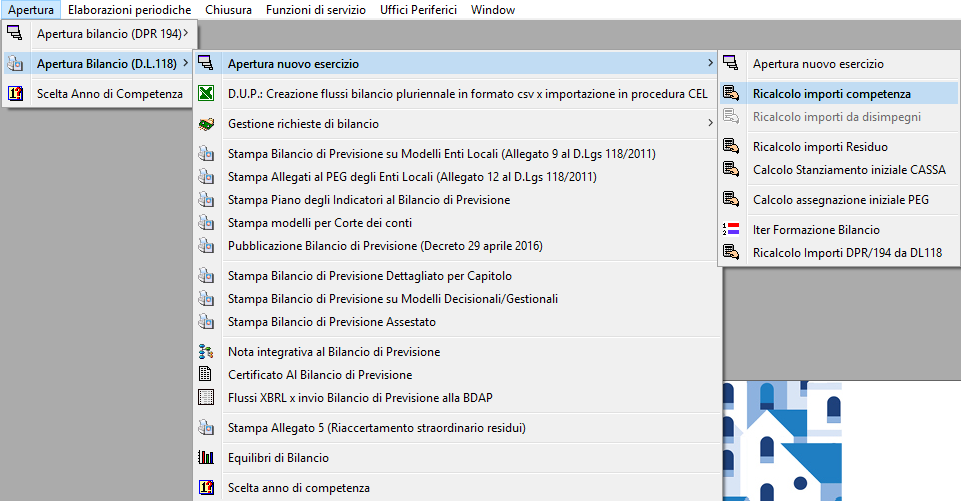 Apertura Elaborazioni periodiche Chiusura Funzioni di servizio Uffici Periferici Window
Apertura bilancio (DPR 194)
Apertura Bilancio (D.L.118)
Scelta Anno di Competenza
Apertura nuovo esercizio
D.U.P.: Creazione flussi bilancio pluriennale in formato csv x importazione in procedura CEL
Gestione richieste di bilancio
Stampa Bilancio di Previsione su Modelli Enti Locali (Allegato 9 al D.Lgs 118/2011)
Stampa Allegati al PEG degli Enti Locali (Allegato 12 al D.Lgs 118/2011)
Stampa Piano degli Indicatori al Bilancio di Previsione
Stampa modelli per Corte dei conti
Pubblicazione Bilancio di Previsione (Decreto 29 aprile 2016)
Stampa Bilancio di Previsione Dettagliato per Capitolo
Stampa Bilancio di Previsione su Modelli Decisionali/Gestionali
Stampa Bilancio di Previsione Assestato
Nota integrativa al Bilancio di Previsione
Certificato Al Bilancio di Previsione
Flussi XBRL x invio Bilancio di Previsione alla BDAP
Stampa Allegato 5 (Riaccertamento straordinario residui)
Equilibri di Bilancio
Scelta anno di competenza
Apertura nuovo esercizio
Ricalcolo importi competenza
Ricalcolo importi da disimpegni
Ricalcolo importi Residuo
Calcolo Stanziamento iniziale CASSA
Calcolo assegnazione iniziale PEG
Iter Formazione Bilancio
Ricalcolo Importi DPR/194 da DL118